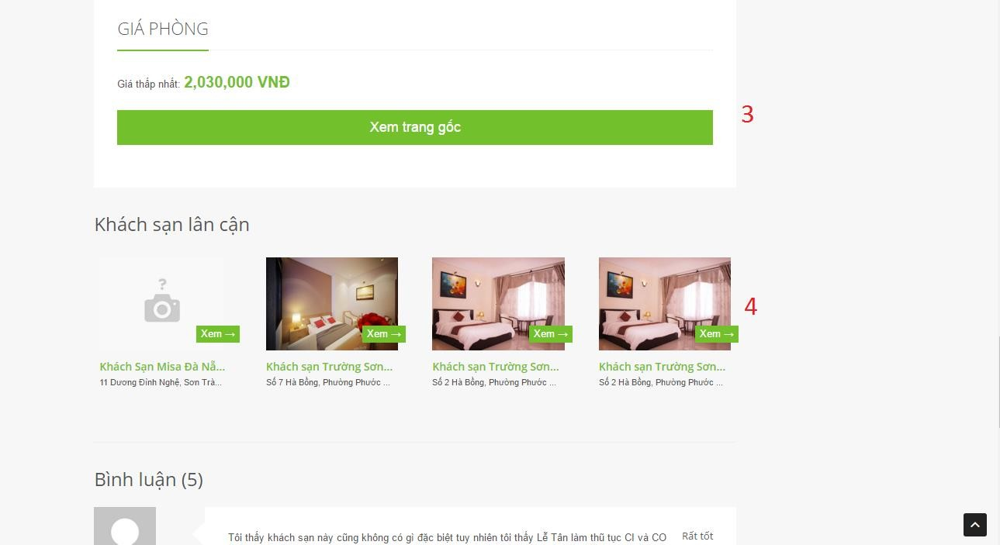 GIÁ PHÒNG
Giá thấp nhất: 2,030,000 VNĐ
Xem trang gốc
3
Khách sạn lân cận
?
Xem →
Xem →
Xem →
Xem →
4
Khách Sạn Misa Đà Nẵ...
Khách sạn Trường Sơn...
Khách sạn Trường Sơn...
Khách sạn Trường Sơn...
11 Dương Đình Nghệ, Sơn Trà...
Số 7 Hà Bồng, Phường Phước ...
Số 2 Hà Bồng, Phường Phước ...
Số 2 Hà Bồng, Phường Phước ...
Bình luận (5)
Tôi thấy khách sạn này cũng không có gì đặc biệt tuy nhiên tôi thấy Lễ Tân làm thũ tục CI và CO
Rất tốt